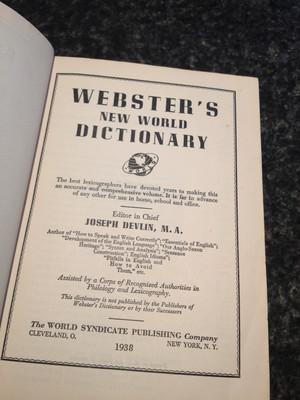 WEBSTER'S
NEW WORLD
DICTIONARY
The best lexicographers have devoted years to making this
an accurate and comprehensive volume. It is far in advance
of any other for use in home, school and office.
Editor in Chief
JOSEPH DEVLIN, M. A.
Author of "How to Speak and Write Correctly"; "Essentials of English";
"Development of the English Language"; "Our Anglo-Saxon
Heritage"; "Syntax and Analysis"; "Sentence
Construction"; English Idioms";
"Pitfalls in English and
How to Avoid
Them," etc.
Assisted by a Corps of Recognized Authorities in
Philology and Lexicography.
This dictionary is not published by the Publishers of
Webster's Dictionary or by their Successors
The WORLD SYNDICATE PUBLISHING Company
CLEVELAND, O. NEW YORK, N. Y.
1938